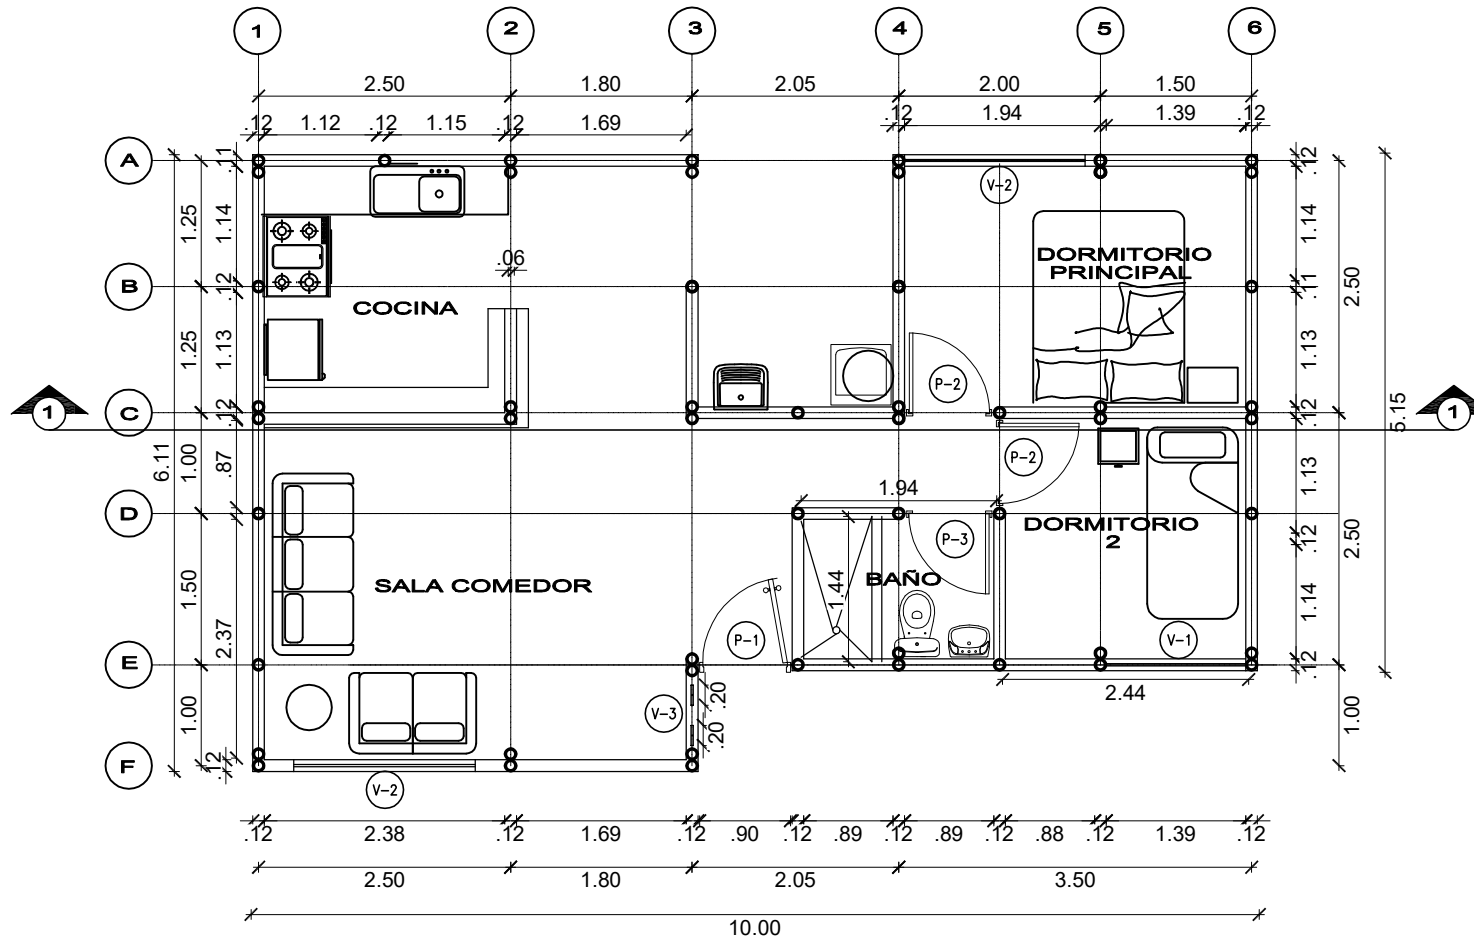 1 2 3 4 5 6
2.50 1.80 2.05 2.00 1.50
.12 1.12 .12 1.15 .12 1.69 .12 1.94 1.39 .12
A
B
C
D
E
F
.11
1.25 1.14
.12
1.25 1.13
.12
6.11 1.00 .87
1.50 2.37
1.00
.12
.06
COCINA
V-2
DORMITORIO
PRINCIPAL
P-2
1 1
P-2
1.94
DORMITORIO
2
P-3
BAÑO
1.44
SALA COMEDOR
P-1
V-1
2.44
V-3
.20
.20
V-2
.12
1.14
.11
1.13
.12
1.13
.12
1.14
.12
2.50
2.50
1.00
5.15
.12 2.38 .12 1.69 .12 .90 .12 .89 .12 .89 .12 .88 .12 1.39 .12
2.50 1.80 2.05 3.50
10.00